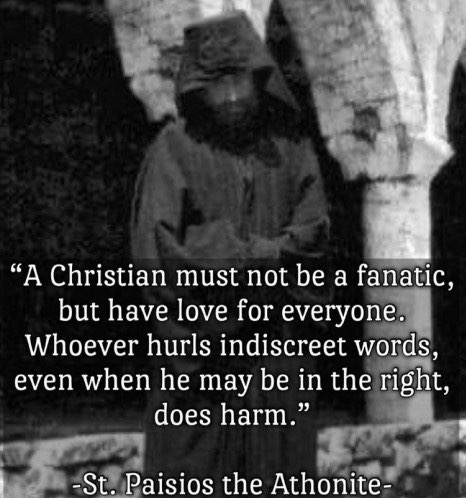 “A Christian must not be a fanatic,
but have love for everyone.
Whoever hurls indiscreet words,
even when he may be in the right,
does harm.”
-St. Paisios the Athonite-